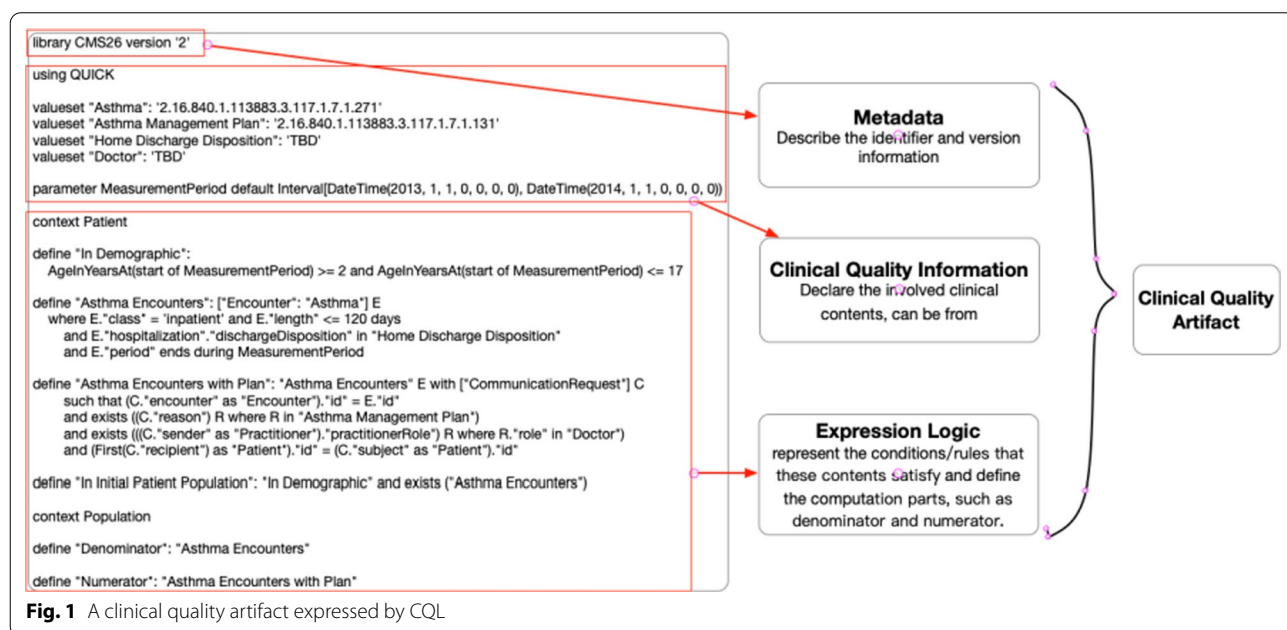 library CMS26 version '2'
using QUICK
valueset "Asthma": '2.16.840.1.113883.3.117.1.7.1.271'
valueset "Asthma Management Plan": '2.16.840.1.113883.3.117.1.7.1.131'
valueset "Home Discharge Disposition": 'TBD'
valueset "Doctor": 'TBD'
parameter MeasurementPeriod default Interval[DateTime(2013, 1, 1, 0, 0, 0, 0), DateTime(2014, 1, 1, 0, 0, 0, 0))
context Patient
define "In Demographic":
AgeInYearsAt(start of MeasurementPeriod) >= 2 and AgeInYearsAt(start of MeasurementPeriod) <= 17
define "Asthma Encounters": ["Encounter": "Asthma"] E
where E."class" = 'inpatient' and E."length" <= 120 days
and E."hospitalization"."dischargeDisposition" in "Home Discharge Disposition"
and E."period" ends during MeasurementPeriod
define "Asthma Encounters with Plan": "Asthma Encounters" E with ["CommunicationRequest"] C
such that (C."encounter" as "Encounter")."id" = E."id"
and exists ((C."reason") R where R in "Asthma Management Plan")
and exists (((C."sender" as "Practitioner")."practitionerRole") R where R."role" in "Doctor")
and (First(C."recipient") as "Patient")."id" = (C."subject" as "Patient")."id"
define "In Initial Patient Population": "In Demographic" and exists ("Asthma Encounters")
context Population
define "Denominator": "Asthma Encounters"
define "Numerator": "Asthma Encounters with Plan"
Metadata
Describe the identifier and version
information
Clinical Quality Information
Declare the involved clinical
contents, can be from
Expression Logic
represent the conditions/rules that
these contents satisfy and define
the computation parts, such as
denominator and numerator.
Clinical Quality
Artifact
Fig. 1 A clinical quality artifact expressed by CQL